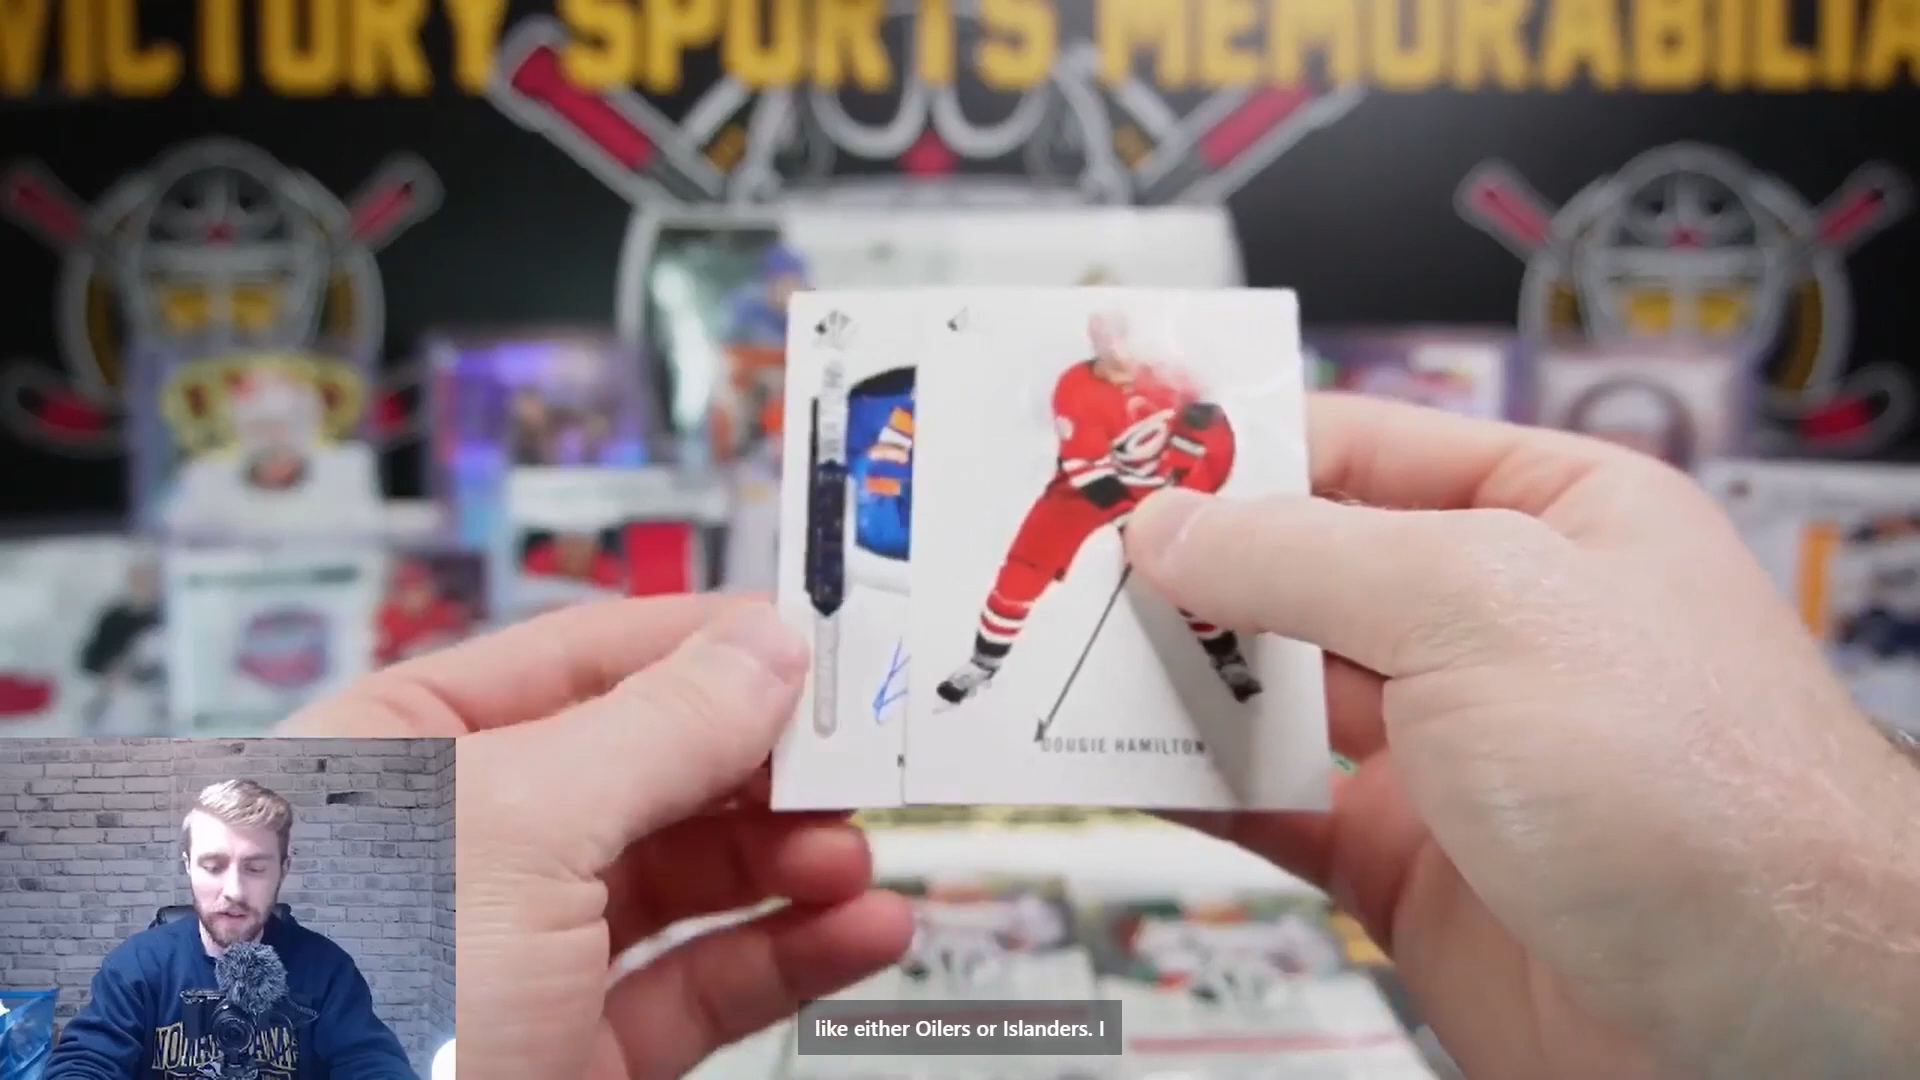 VICTORY SPORTS MEMORABILIA
DOUGIE HAMILTON
like either Oilers or Islanders. I